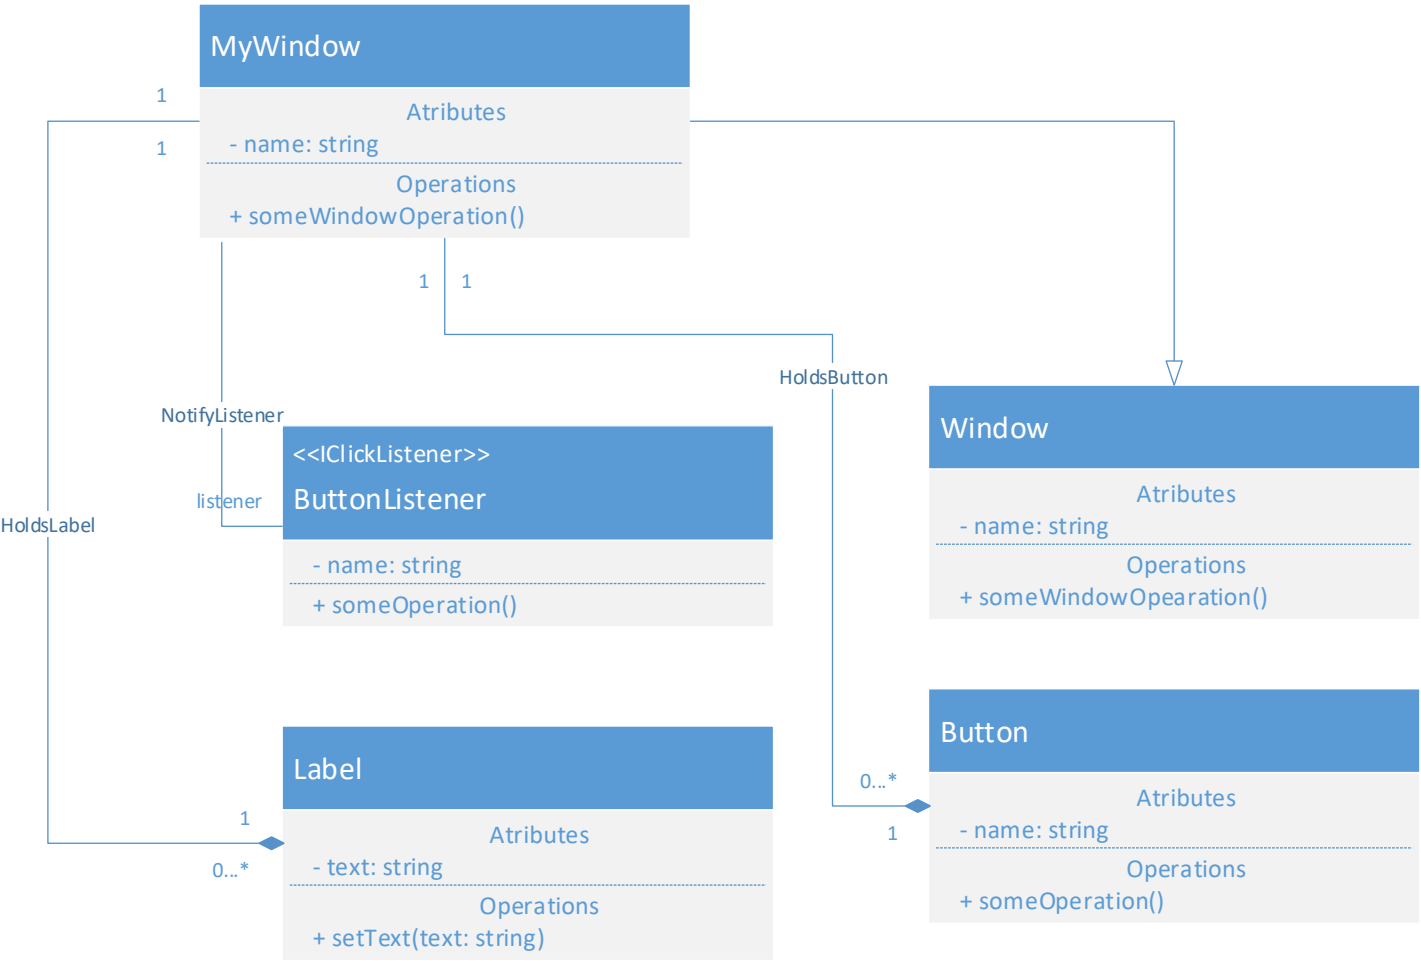 MyWindow
1
Atributes
- name: string
1
Operations
+ someWindowOperation()
1
1
HoldsButton
NotifyListener
<<IClickListener>>
ButtonListener
listener
- name: string
+ someOperation()
HoldsLabel
Window
Atributes
- name: string
Operations
+ someWindowOpearation()
Label
1
0...*
Atributes
- text: string
Operations
+ setText(text: string)
Button
0...*
1
Atributes
- name: string
Operations
+ someOperation()